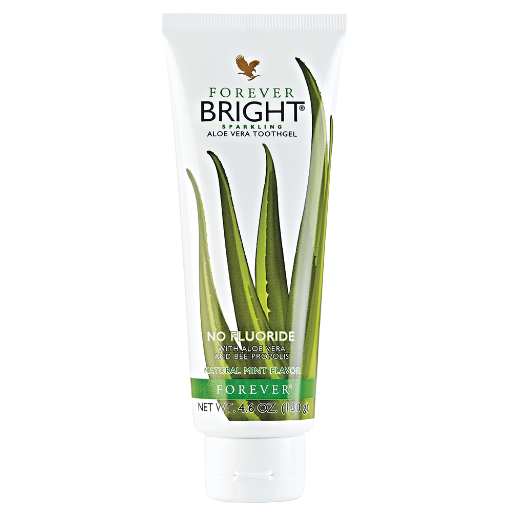 FOREVER
BRIGHT®
SPARKLING
ALOE VERA TOOTHGEL
NO FLUORIDE
WITH ALOE VERA
AND BEE PROPOLIS
NATURAL MINT FLAVOR
FOREVER®
NET WT. 4.6 OZ. (130 g)